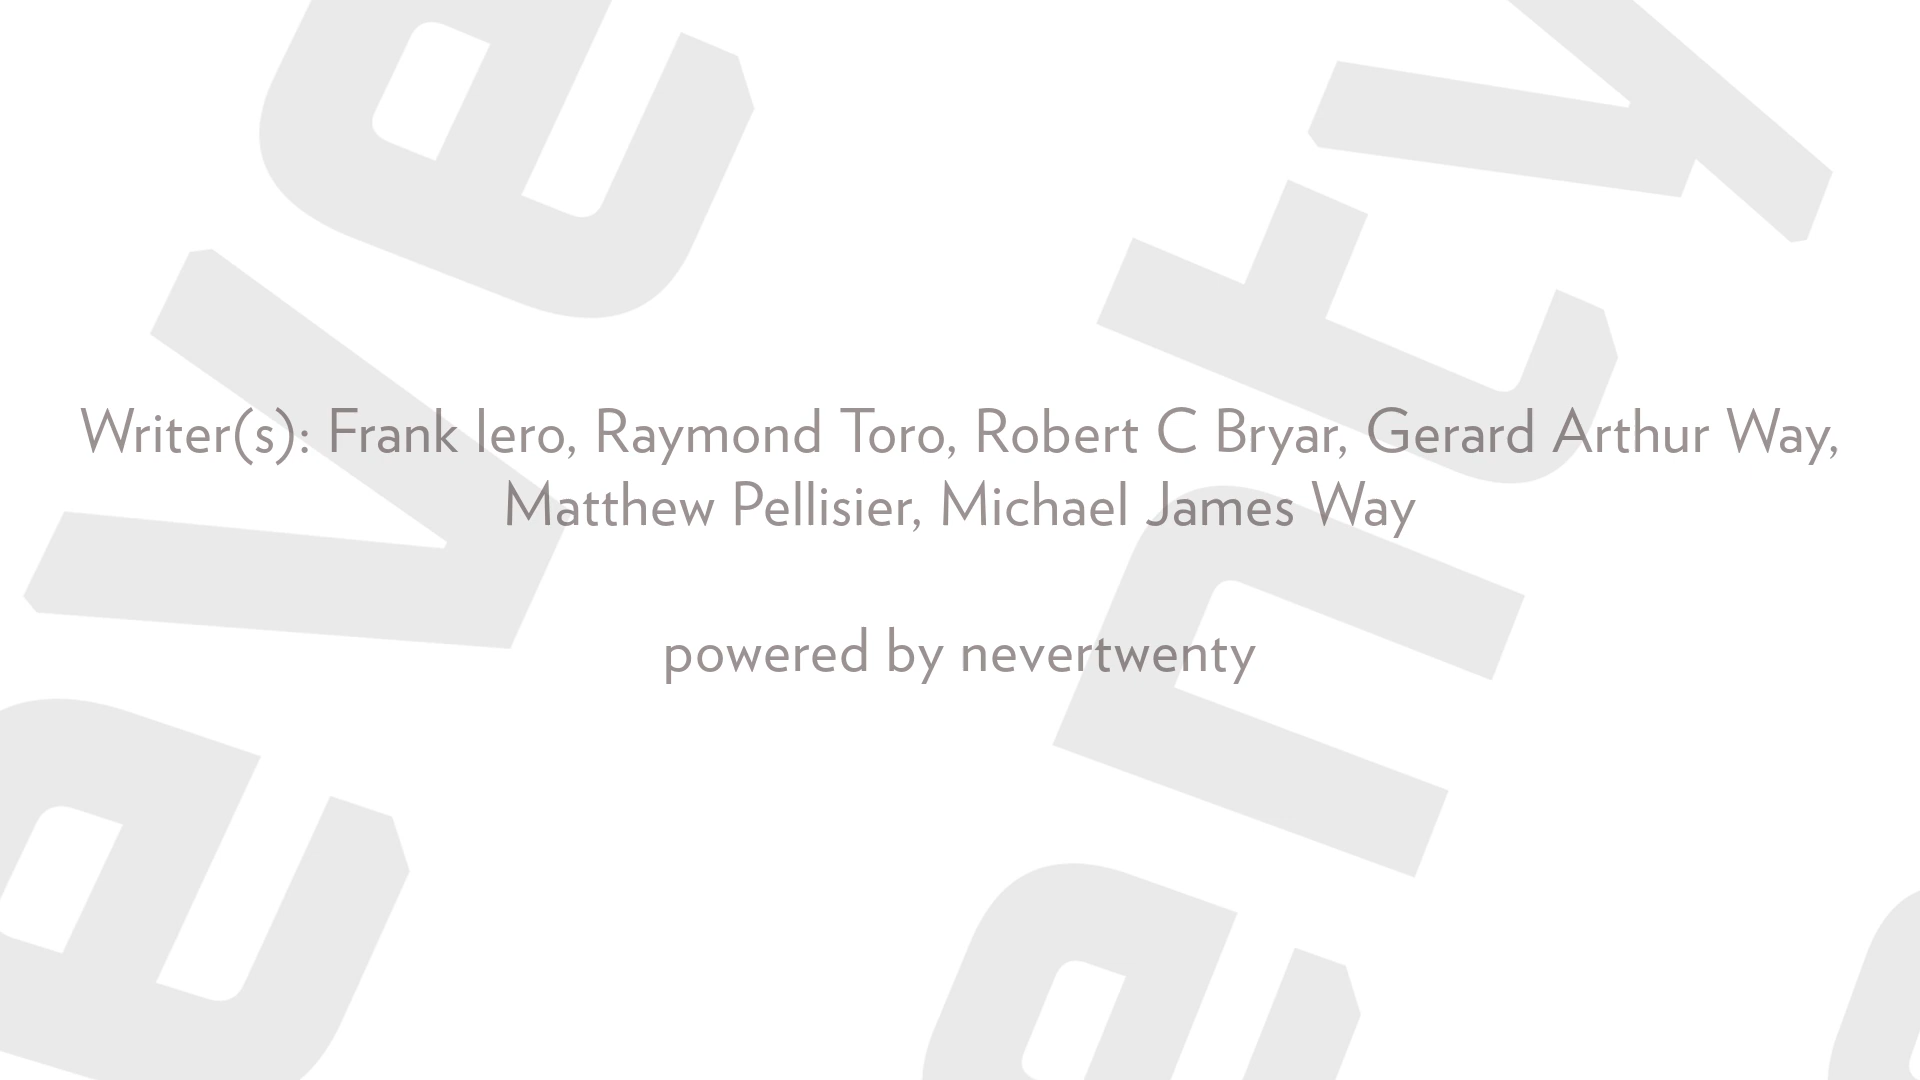 Writer(s): Frank Iero, Raymond Toro, Robert C Bryar, Gerard Arthur Way,
Matthew Pellisier, Michael James Way
powered by nevertwenty